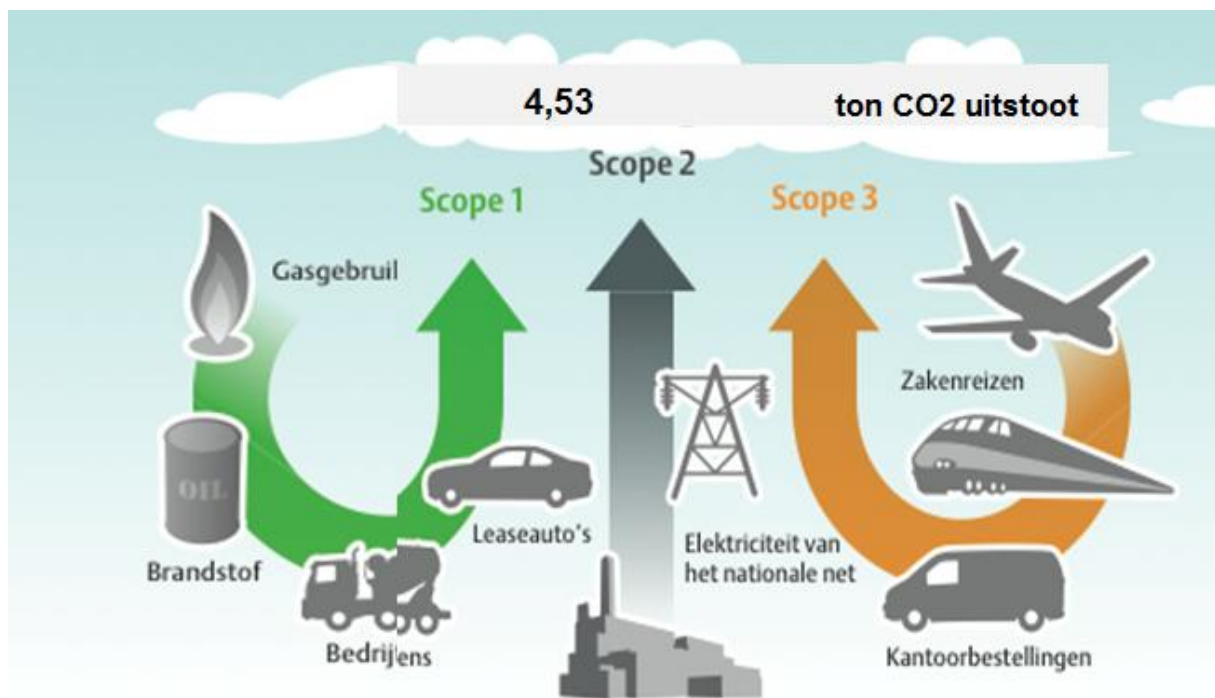 4,53 ton CO2 uitstoot
Scope 2
Scope 1
Scope 3
Gasgebruil
Zakenreizen
OIL
Leaseauto's
Elektriciteit van
het nationale net
Brandstof
Bedrijens
Kantoorbestellingen